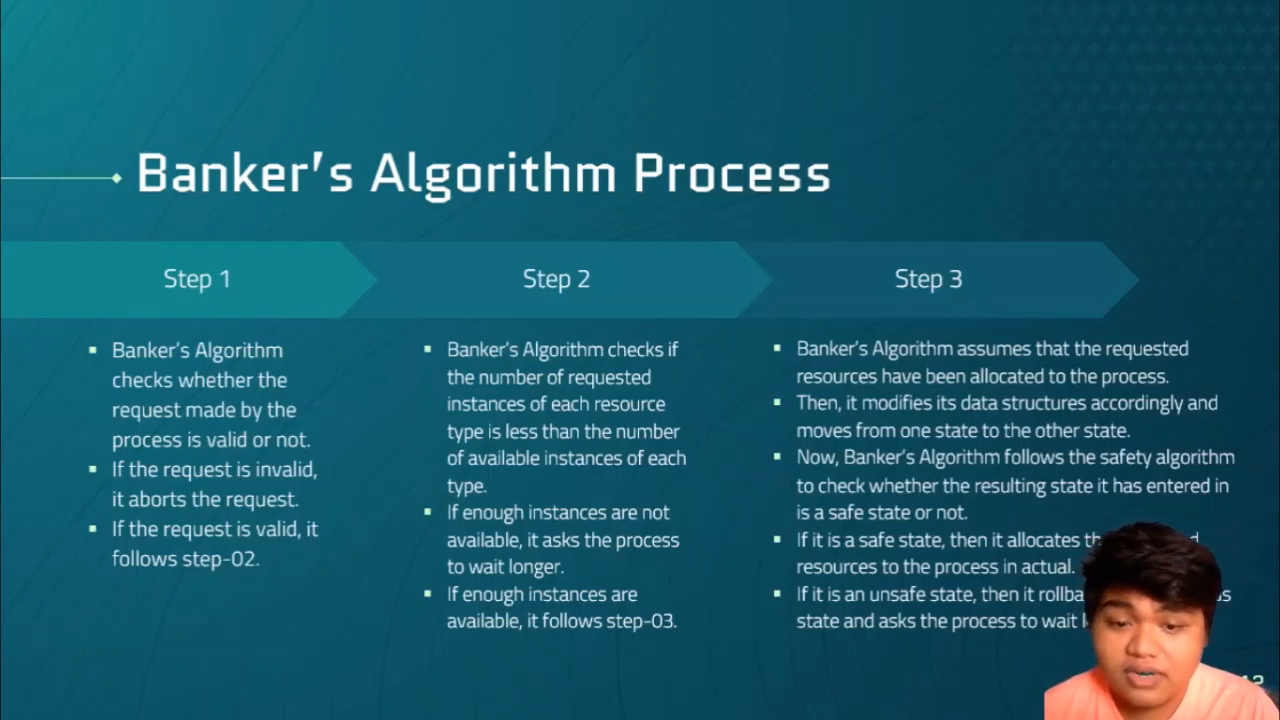 Banker's Algorithm Process
Step 1
Banker's Algorithm
checks whether the
request made by the
process is valid or not.
If the request is invalid,
it aborts the request.
If the request is valid, it
follows step-02.
Step 2
Banker's Algorithm checks if
the number of requested
instances of each resource
type is less than the number
of available instances of each
type.
If enough instances are not
available, it asks the process
to wait longer.
If enough instances are
available, it follows step-03.
Step 3
Banker's Algorithm assumes that the requested
resources have been allocated to the process.
Then, it modifies its data structures accordingly and
moves from one state to the other state.
Now, Banker's Algorithm follows the safety algorithm
to check whether the resulting state it has entered in
is a safe state or not.
If it is a safe state, then it allocates
resources to the process in actual.
If it is an unsafe state, then it
state and asks the process to wait